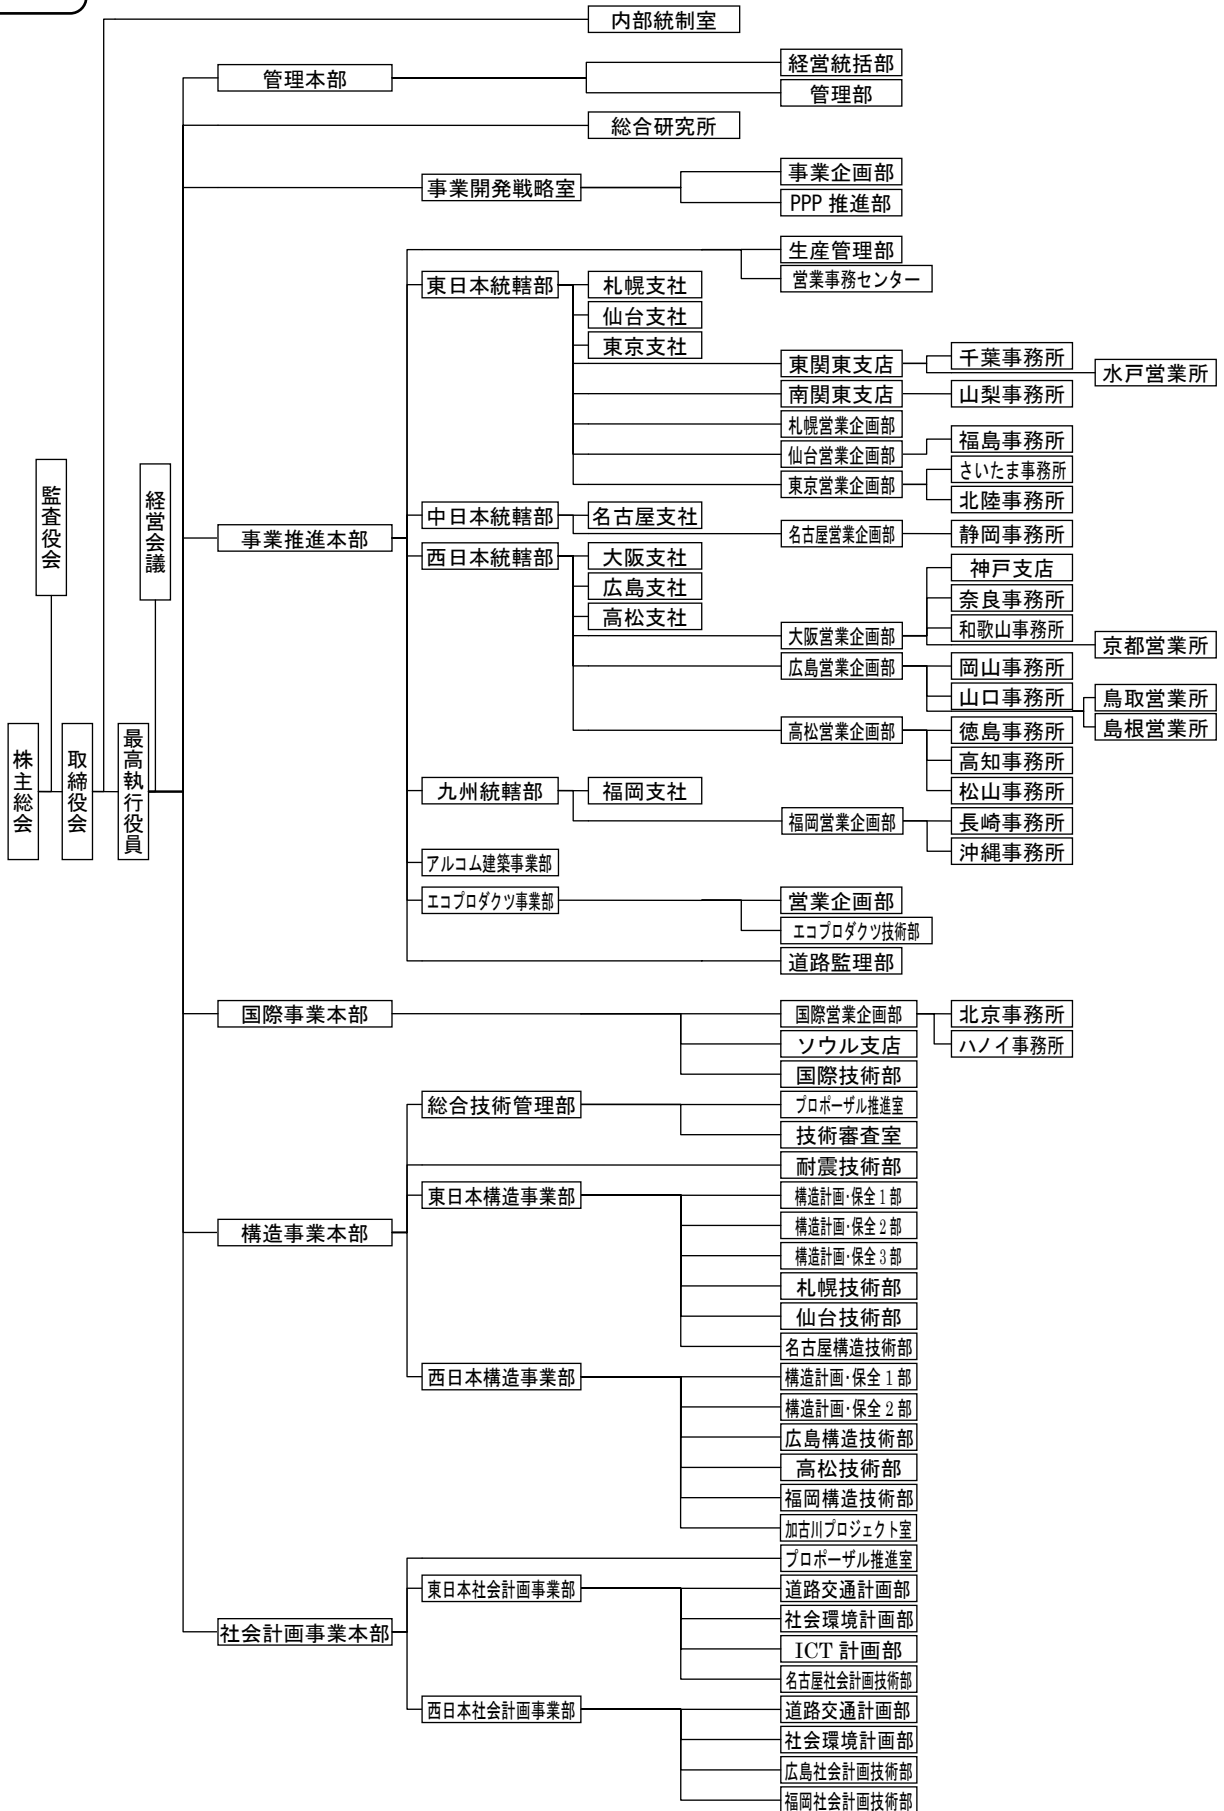 内部統制室
管理本部
経営統括部
管理部
総合研究所
事業開発戦略室
事業企画部
PPP 推進部
生産管理部
営業事務センター
東日本統轄部
札幌支社
仙台支社
東京支社
東関東支店
千葉事務所
水戸営業所
南関東支店
山梨事務所
札幌営業企画部
仙台営業企画部
福島事務所
東京営業企画部
さいたま事務所
北陸事務所
監査役会
経営会議
事業推進本部
中日本統轄部
名古屋支社
名古屋営業企画部
静岡事務所
西日本統轄部
大阪支社
広島支社
高松支社
大阪営業企画部
神戸支店
奈良事務所
和歌山事務所
京都営業所
広島営業企画部
岡山事務所
山口事務所
鳥取営業所
島根営業所
高松営業企画部
徳島事務所
高知事務所
松山事務所
株主総会
取締役会
最高執行役員
九州統轄部
福岡支社
福岡営業企画部
長崎事務所
沖縄事務所
アルコム建築事業部
エコプロダクツ事業部
営業企画部
エコプロダクツ技術部
道路監理部
国際事業本部
国際営業企画部
北京事務所
ハノイ事務所
ソウル支店
国際技術部
総合技術管理部
プロポーザル推進室
技術審査室
耐震技術部
構造事業本部
東日本構造事業部
構造計画・保全1部
構造計画・保全2部
構造計画・保全3部
札幌技術部
仙台技術部
名古屋構造技術部
西日本構造事業部
構造計画・保全1部
構造計画・保全2部
広島構造技術部
高松技術部
福岡構造技術部
加古川プロジェクト室
プロポーザル推進室
社会計画事業本部
東日本社会計画事業部
道路交通計画部
社会環境計画部
ICT 計画部
名古屋社会計画技術部
西日本社会計画事業部
道路交通計画部
社会環境計画部
広島社会計画技術部
福岡社会計画技術部